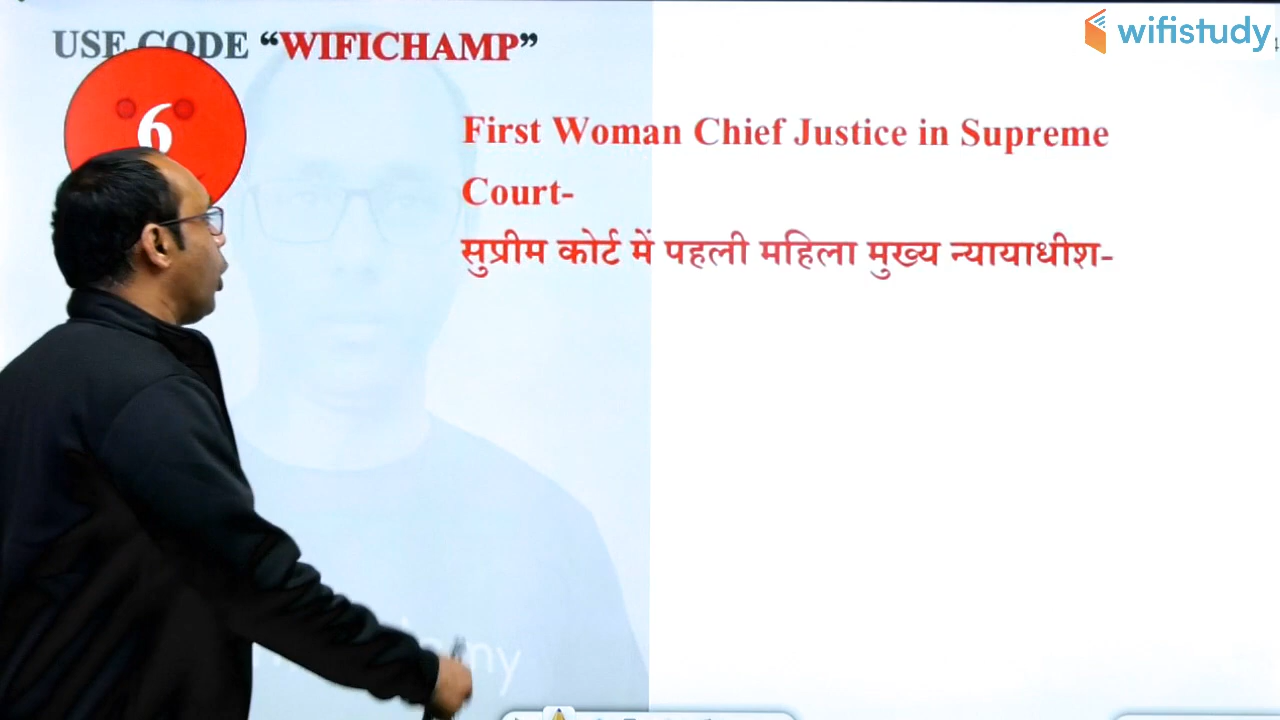 USE CODE “WIFICHAMP”
wifistudy
6
First Woman Chief Justice in Supreme
Court-
सुप्रीम कोर्ट में पहली महिला मुख्य न्यायाधीश-